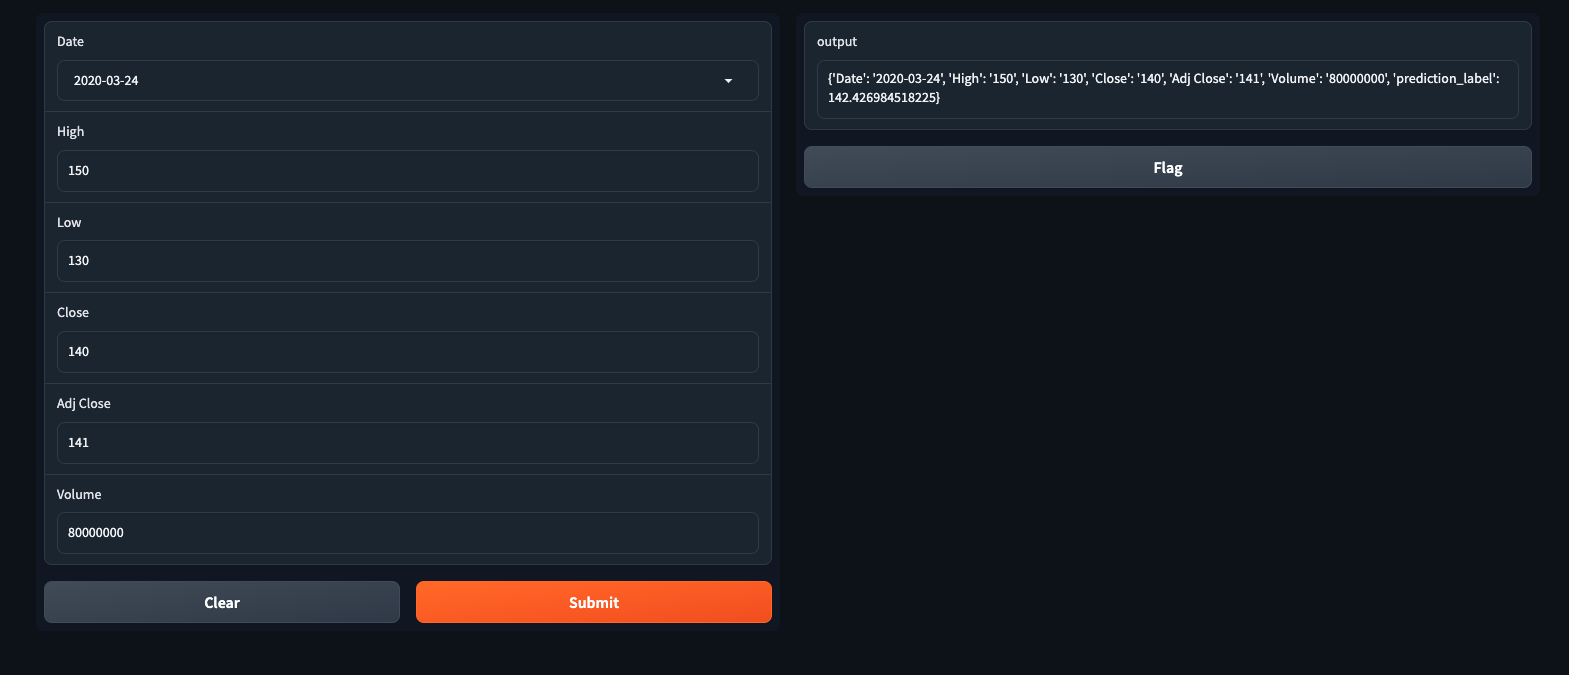 Date
2020-03-24
High
150
Low
130
Close
140
Adj Close
141
Volume
80000000
Clear
Submit
output
{'Date': '2020-03-24', 'High': '150', 'Low': '130', 'Close': '140', 'Adj Close': '141', 'Volume': '80000000', 'prediction_label':
142.426984518225}
Flag